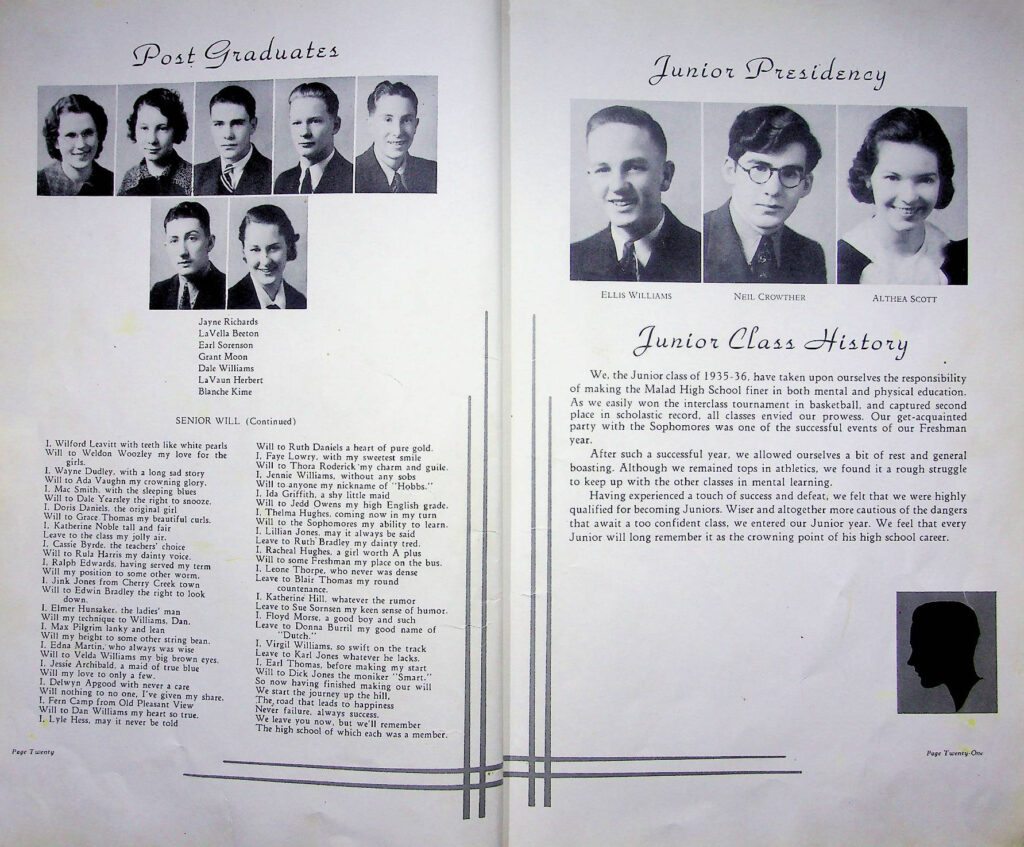 Post Graduates
Jayne Richards
LaVella Beeton
Earl Sorenson
Grant Moon
Dale Williams
LaVaun Herbert
Blanche Kime
SENIOR WILL (Continued)
I, Wilford Leavitt with teeth like white pearls
Will to Weldon Woozley my love for the
girls.
I, Wayne Dudley, with a long sad story
Will to Ada Vaughn my crowning glory.
I, Mac Smith, with the sleeping blues
Will to Dale Yearsley the right to snooze.
I, Doris Daniels, the original girl
Will to Grace Thomas my beautiful curls.
I, Katherine Noble tall and fair
Leave to the class my jolly air.
I, Cassie Byrde, the teachers' choice
Will to Rula Harris my dainty voice.
I, Ralph Edwards, having served my term
Will my position to some other worm.
I, Jink Jones from Cherry Creek town
Will to Edwin Bradley the right to look
down.
I, Elmer Hunsaker, the ladies' man
Will my technique to Williams, Dan.
I, Max Pilgrim lanky and lean
Will my height to some other string bean.
I, Edna Martin, who always was wise
Will to Velda Williams my big brown eyes.
I, Jessie Archibald, a maid of true blue
Will my love to only a few.
I, Delwyn Apgood with never a care
Will nothing to no one, I've given my share.
I, Fern Camp from Old Pleasant View
Will to Dan Williams my heart so true.
I, Lyle Hess, may it never be told
Will to Ruth Daniels a heart of pure gold.
I, Faye Lowry, with my sweetest smile
Will to Thora Roderick my charm and guile.
I, Jennie Williams, without any sobs
Will to anyone my nickname of "Hobbs."
I, Ida Griffith, a shy little maid
Will to Jedd Owens my high English grade.
I, Thelma Hughes, coming now in my turn
Will to the Sophomores my ability to learn.
I, Lillian Jones, may it always be said
Leave to Ruth Bradley my dainty tred.
I, Racheal Hughes, a girl worth A plus
Will to some Freshman my place on the bus.
I, Leone Thorpe, who never was dense
Leave to Blair Thomas my round
countenance.
I, Katherine Hill, whatever the rumor
Leave to Sue Sornsen my keen sense of humor.
I, Floyd Morse, a good boy and such
Leave to Donna Burril my good name of
"Dutch."
I, Virgil Williams, so swift on the track
Leave to Karl Jones whatever he lacks.
I, Earl Thomas, before making my start
Will to Dick Jones the moniker "Smart."
So now having finished making our will
We start the journey up the hill,
The road that leads to happiness
Never failure, always success.
We leave you now, but we'll remember
The high school of which each was a member.
Page Twenty
Junior Presidency
ELLIS WILLIAMS
NEIL CROWTHER
ALTHEA SCOTT
Junior Class History
We, the Junior class of 1935-36, have taken upon ourselves the responsibility
of making the Malad High School finer in both mental and physical education.
As we easily won the interclass tournament in basketball, and captured second
place in scholastic record, all classes envied our prowess. Our get-acquainted
party with the Sophomores was one of the successful events of our Freshman
year.
After such a successful year, we allowed ourselves a bit of rest and general
boasting. Although we remained tops in athletics, we found it a rough struggle
to keep up with the other classes in mental learning.
Having experienced a touch of success and defeat, we felt that we were highly
qualified for becoming Juniors. Wiser and altogether more cautious of the dangers
that await a too confident class, we entered our Junior year. We feel that every
Junior will long remember it as the crowning point of his high school career.
Page Twenty-One